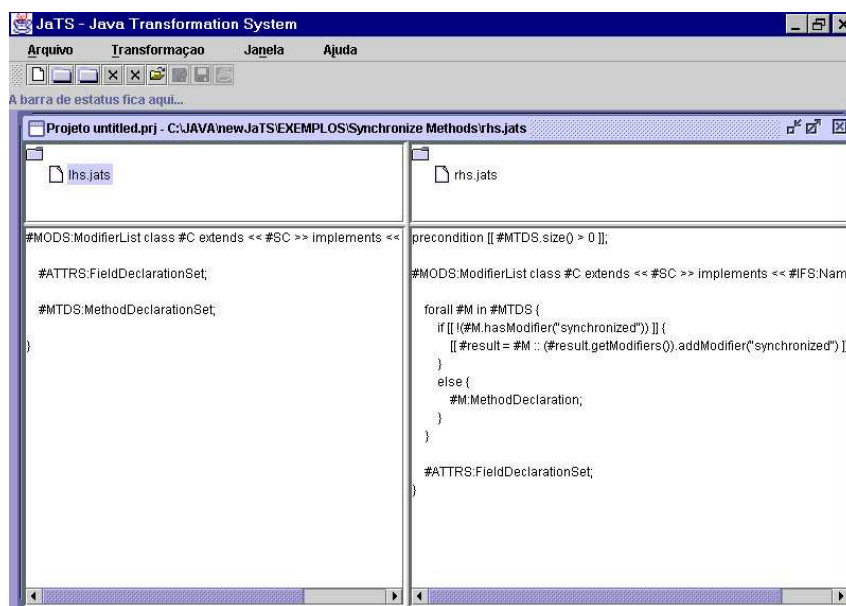 JaTS - Java Transformation System
Arquivo Transformaçao Janela Ajuda
A barra de estatus fica aqui...
Projeto untitled.prj - C:\JAVA\newJaTS\EXEMPLOS\Synchronize Methods\rhs.jats
lhs.jats
#MODS:ModifierList class #C extends << #SC >> implements <<
#ATTRS:FieldDeclarationSet;
#MTDS:MethodDeclarationSet;
}
rhs.jats
precondition [[ #MTDS.size() > 0 ]];
#MODS:ModifierList class #C extends << #SC >> implements << #IFS:Nam
forall #M in #MTDS {
if [[ !(#M.hasModifier("synchronized")) ]] {
[[ #result = #M :: (#result.getModifiers()).addModifier("synchronized") ]
}
else {
#M:MethodDeclaration;
}
}
#ATTRS:FieldDeclarationSet;
}